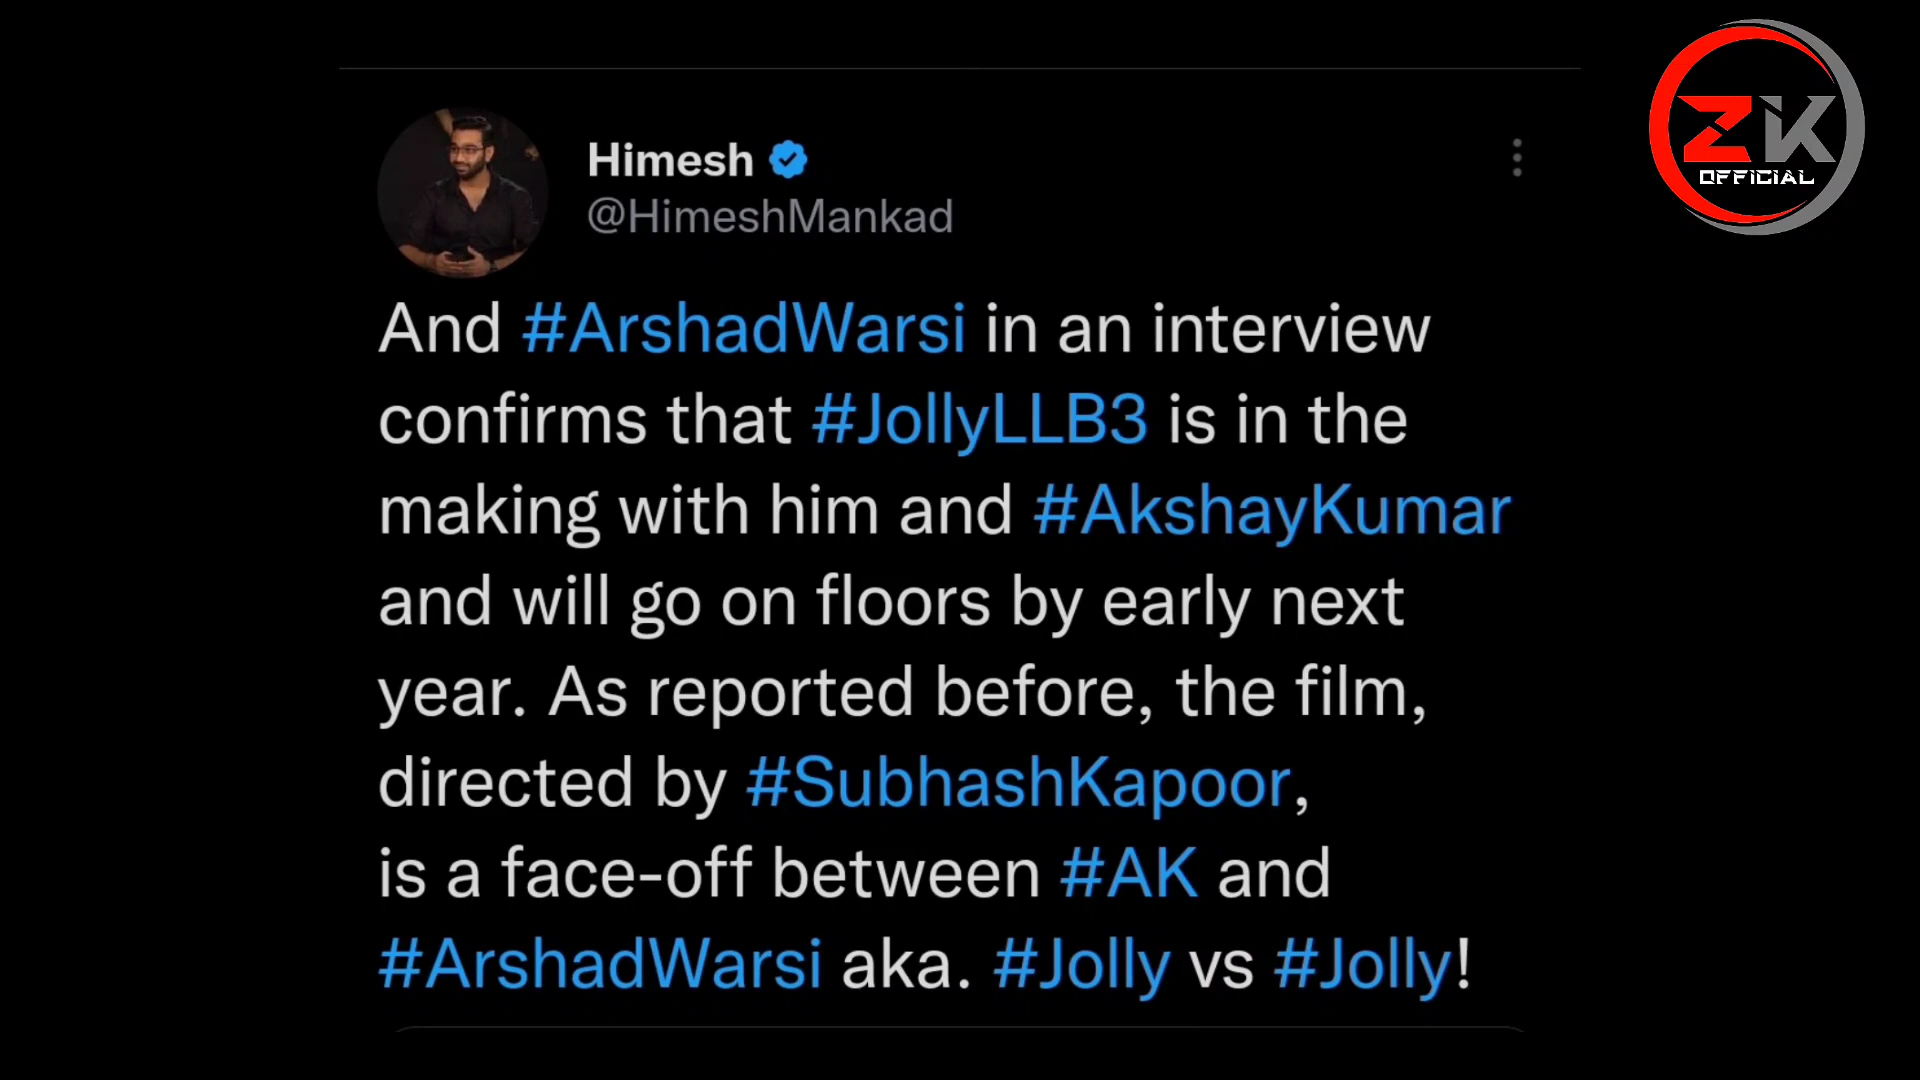 Himesh
@HimeshMankad
ZK
OFFICIAL
And #ArshadWarsi in an interview
confirms that #JollyLLB3 is in the
making with him and #AkshayKumar
and will go on floors by early next
year. As reported before, the film,
directed by #SubhashKapoor,
is a face-off between #AK and
#ArshadWarsi aka. #Jolly vs #Jolly!